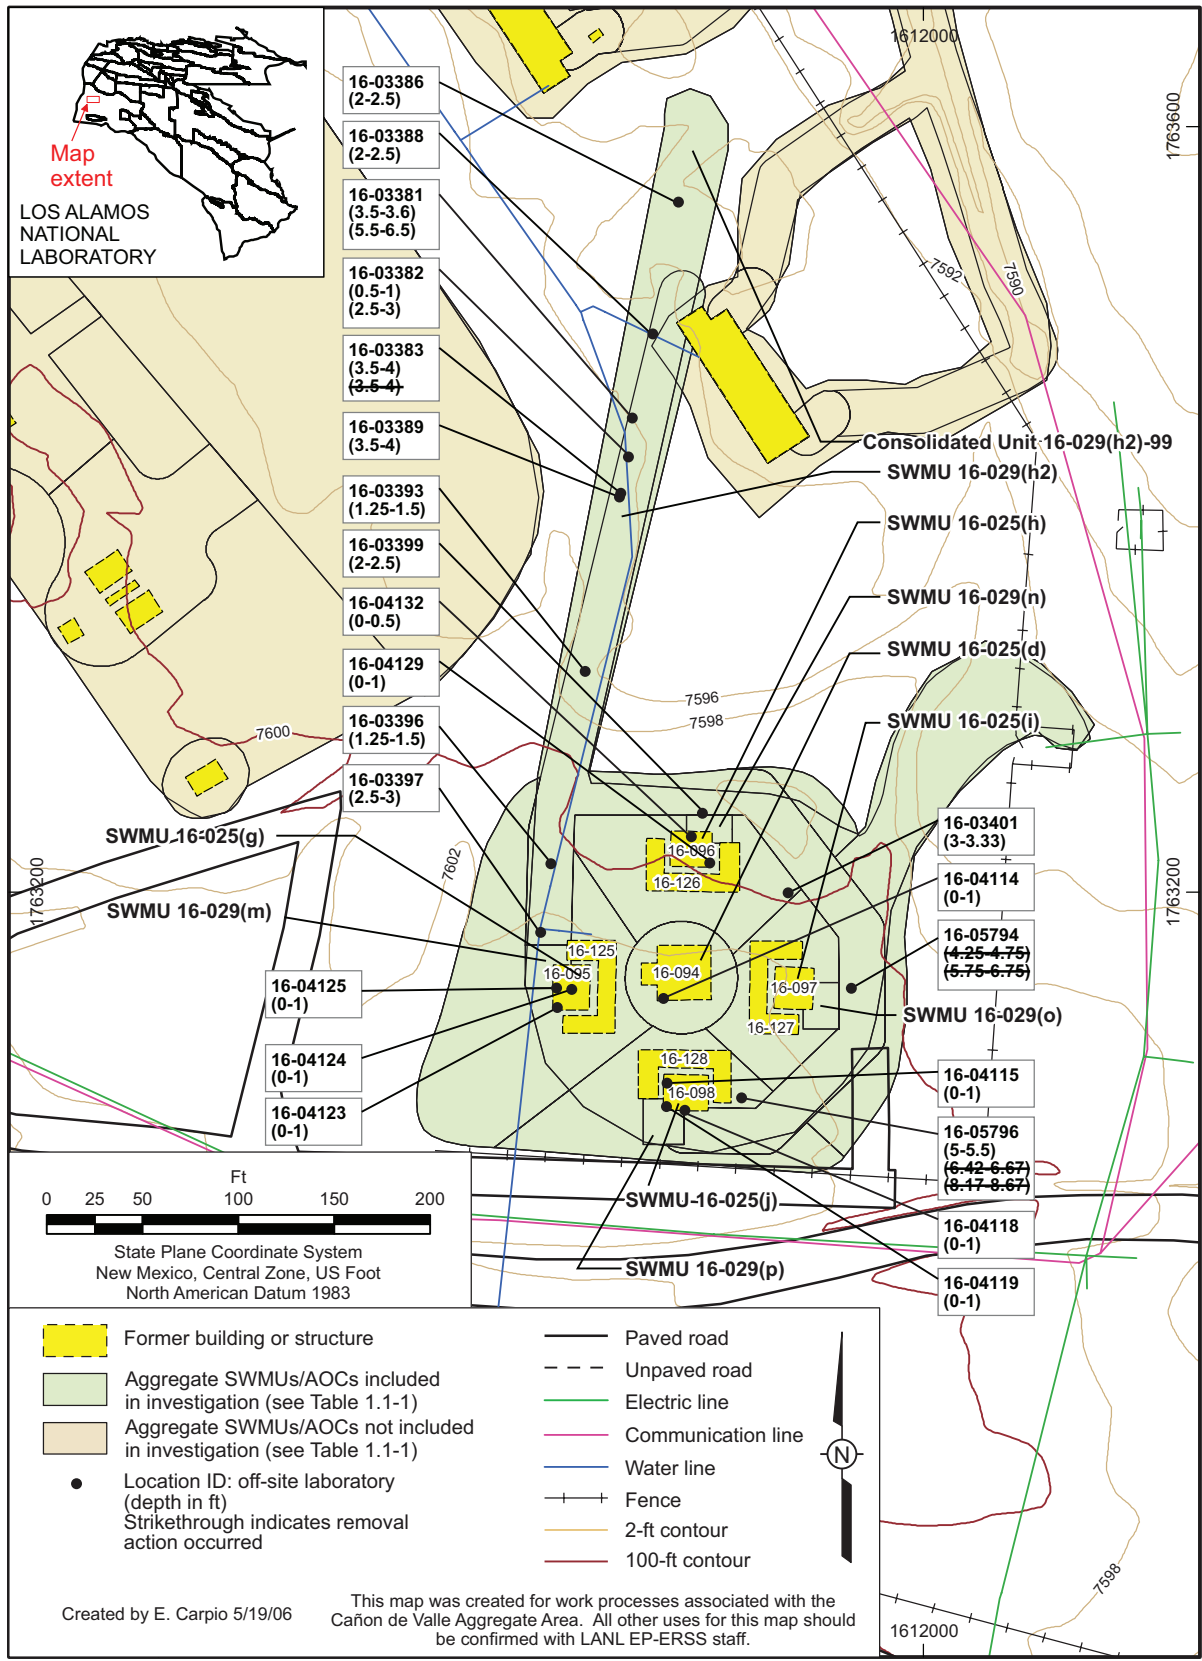 1612000
1763600
Map
extent
LOS ALAMOS
NATIONAL
LABORATORY
16-03386
(2-2.5)
16-03388
(2-2.5)
16-03381
(3.5-3.6)
(5.5-6.5)
16-03382
(0.5-1)
(2.5-3)
16-03383
(3.5-4)
(3.5-4)
16-03389
(3.5-4)
16-03393
(1.25-1.5)
16-03399
(2-2.5)
16-04132
(0-0.5)
16-04129
(0-1)
16-03396
(1.25-1.5)
16-03397
(2.5-3)
7592
7590
Consolidated Unit 16-029(h2)-99
SWMU 16-029(h2)
SWMU 16-025(h)
SWMU 16-029(n)
SWMU 16-025(d)
SWMU 16-025(i)
7596
7598
7600
7602
SWMU 16-025(g)
SWMU 16-029(m)
1763200
1763200
16-096
16-126
16-125
16-095
16-094
16-097
16-127
16-128
16-098
16-03401
(3-3.33)
16-04114
(0-1)
16-05794
(4.25-4.75)
(5.75-6.75)
SWMU 16-029(o)
16-04125
(0-1)
16-04124
(0-1)
16-04123
(0-1)
16-04115
(0-1)
16-05796
(5-5.5)
(6.42-6.67)
(8.17-8.67)
16-04118
(0-1)
16-04119
(0-1)
SWMU 16-025(j)
SWMU 16-029(p)
Ft
0 25 50 100 150 200
State Plane Coordinate System
New Mexico, Central Zone, US Foot
North American Datum 1983
Former building or structure
Aggregate SWMUs/AOCs included
in investigation (see Table 1.1-1)
Aggregate SWMUs/AOCs not included
in investigation (see Table 1.1-1)
Location ID: off-site laboratory
(depth in ft)
Strikethrough indicates removal
action occurred
Paved road
Unpaved road
Electric line
Communication line
Water line
Fence
2-ft contour
100-ft contour
N
7598
1612000
Created by E. Carpio 5/19/06
This map was created for work processes associated with the
Cañon de Valle Aggregate Area. All other uses for this map should
be confirmed with LANL EP-ERSS staff.